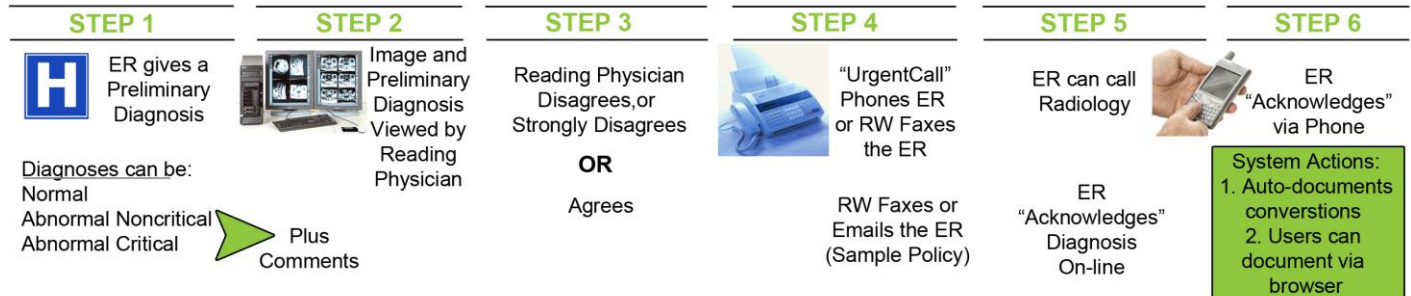 STEP 1
H
ER gives a
Preliminary
Diagnosis
Diagnoses can be:
Normal
Abnormal Noncritical
Abnormal Critical
Plus
Comments
STEP 2
Image and
Preliminary
Diagnosis
Viewed by
Reading
Physician
STEP 3
Reading Physician
Disagrees,or
Strongly Disagrees
OR
Agrees
STEP 4
“UrgentCall”
Phones ER
or RW Faxes
the ER
RW Faxes or
Emails the ER
(Sample Policy)
STEP 5
ER can call
Radiology
ER
“Acknowledges”
Diagnosis
On-line
STEP 6
ER
“Acknowledges”
via Phone
System Actions:
1. Auto-documents
converstions
2. Users can
document via
browser